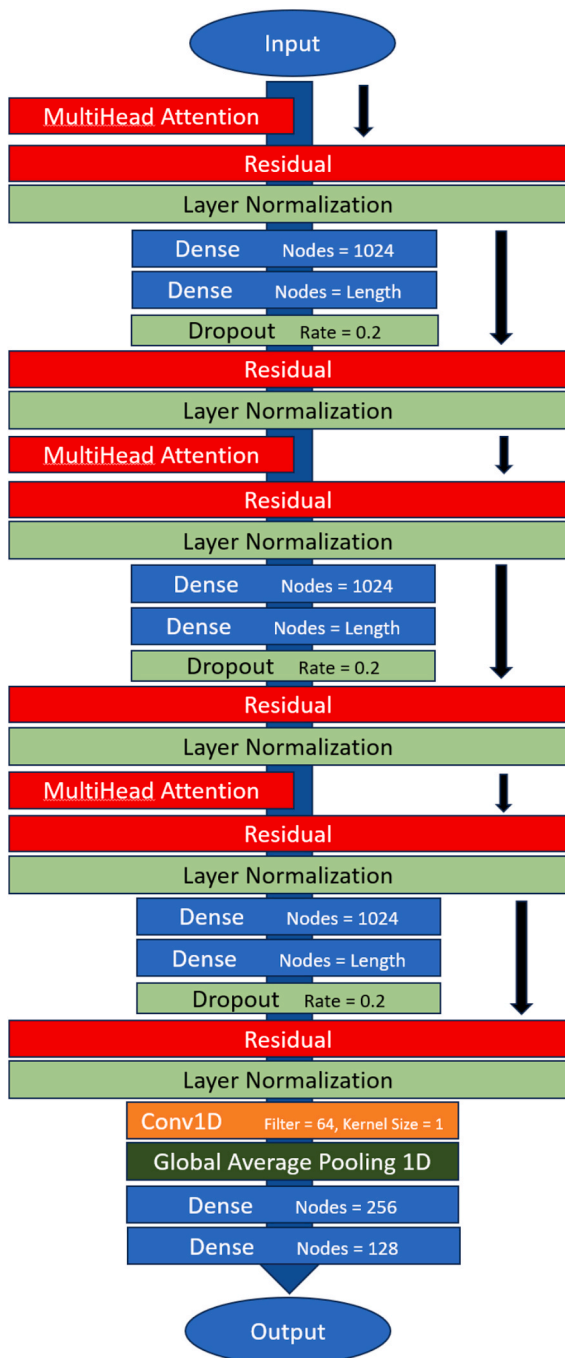 Input
MultiHead Attention
Residual
Layer Normalization
Dense Nodes = 1024
Dense Nodes = Length
Dropout Rate = 0.2
Residual
Layer Normalization
MultiHead Attention
Residual
Layer Normalization
Dense Nodes = 1024
Dense Nodes = Length
Dropout Rate = 0.2
Residual
Layer Normalization
MultiHead Attention
Residual
Layer Normalization
Dense Nodes = 1024
Dense Nodes = Length
Dropout Rate = 0.2
Residual
Layer Normalization
Conv1D Filter = 64, Kernel Size = 1
Global Average Pooling 1D
Dense Nodes = 256
Dense Nodes = 128
Output